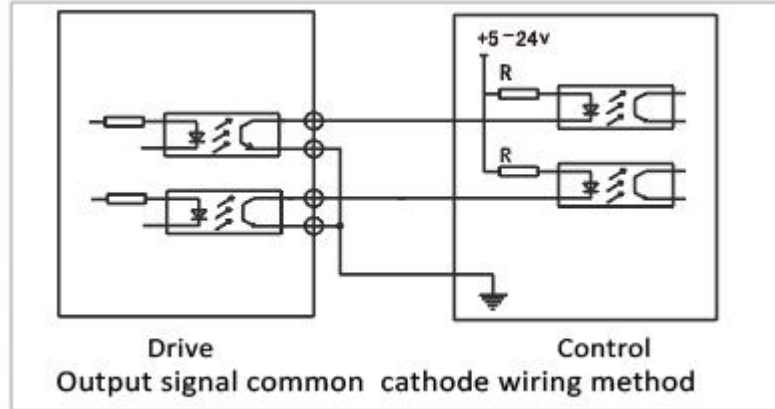 +5-24v
R
R
Drive
Control
Output signal common cathode wiring method